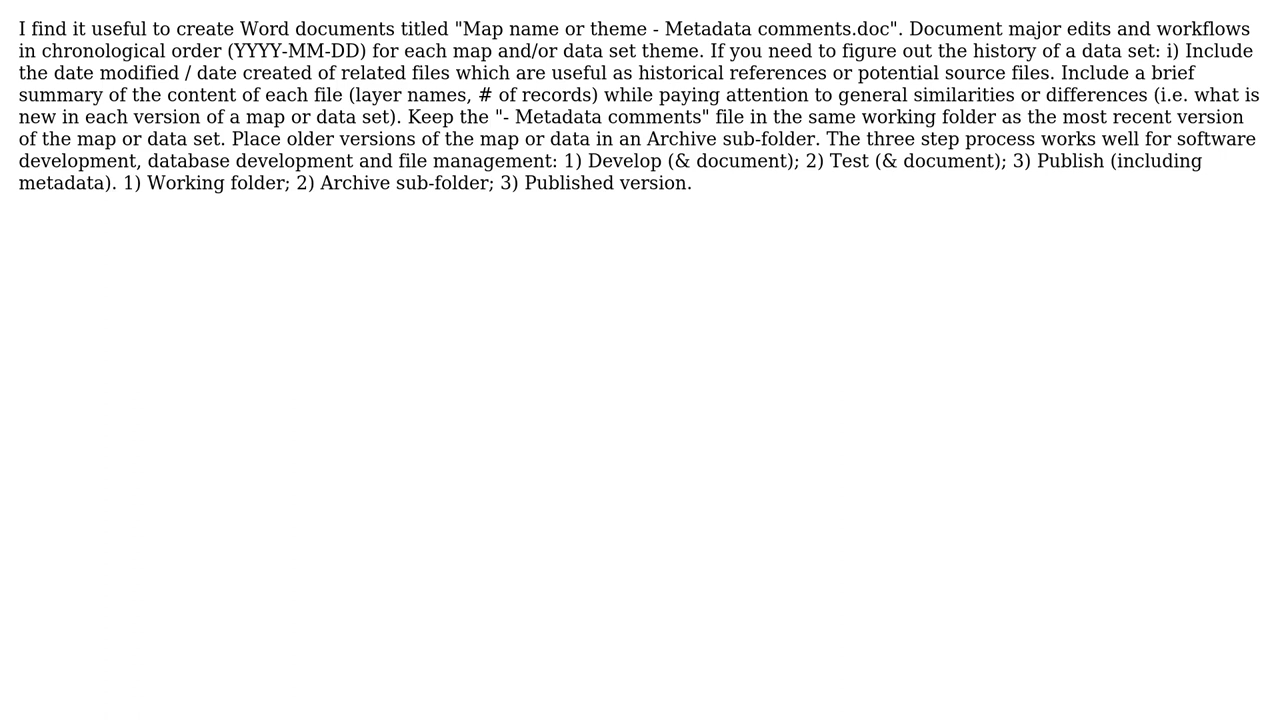 I find it useful to create Word documents titled "Map name or theme - Metadata comments.doc". Document major edits and workflows
in chronological order (YYYY-MM-DD) for each map and/or data set theme. If you need to figure out the history of a data set: i) Include
the date modified / date created of related files which are useful as historical references or potential source files. Include a brief
summary of the content of each file (layer names, # of records) while paying attention to general similarities or differences (i.e. what is
new in each version of a map or data set). Keep the "- Metadata comments" file in the same working folder as the most recent version
of the map or data set. Place older versions of the map or data in an Archive sub-folder. The three step process works well for software
development, database development and file management: 1) Develop (& document); 2) Test (& document); 3) Publish (including
metadata). 1) Working folder; 2) Archive sub-folder; 3) Published version.